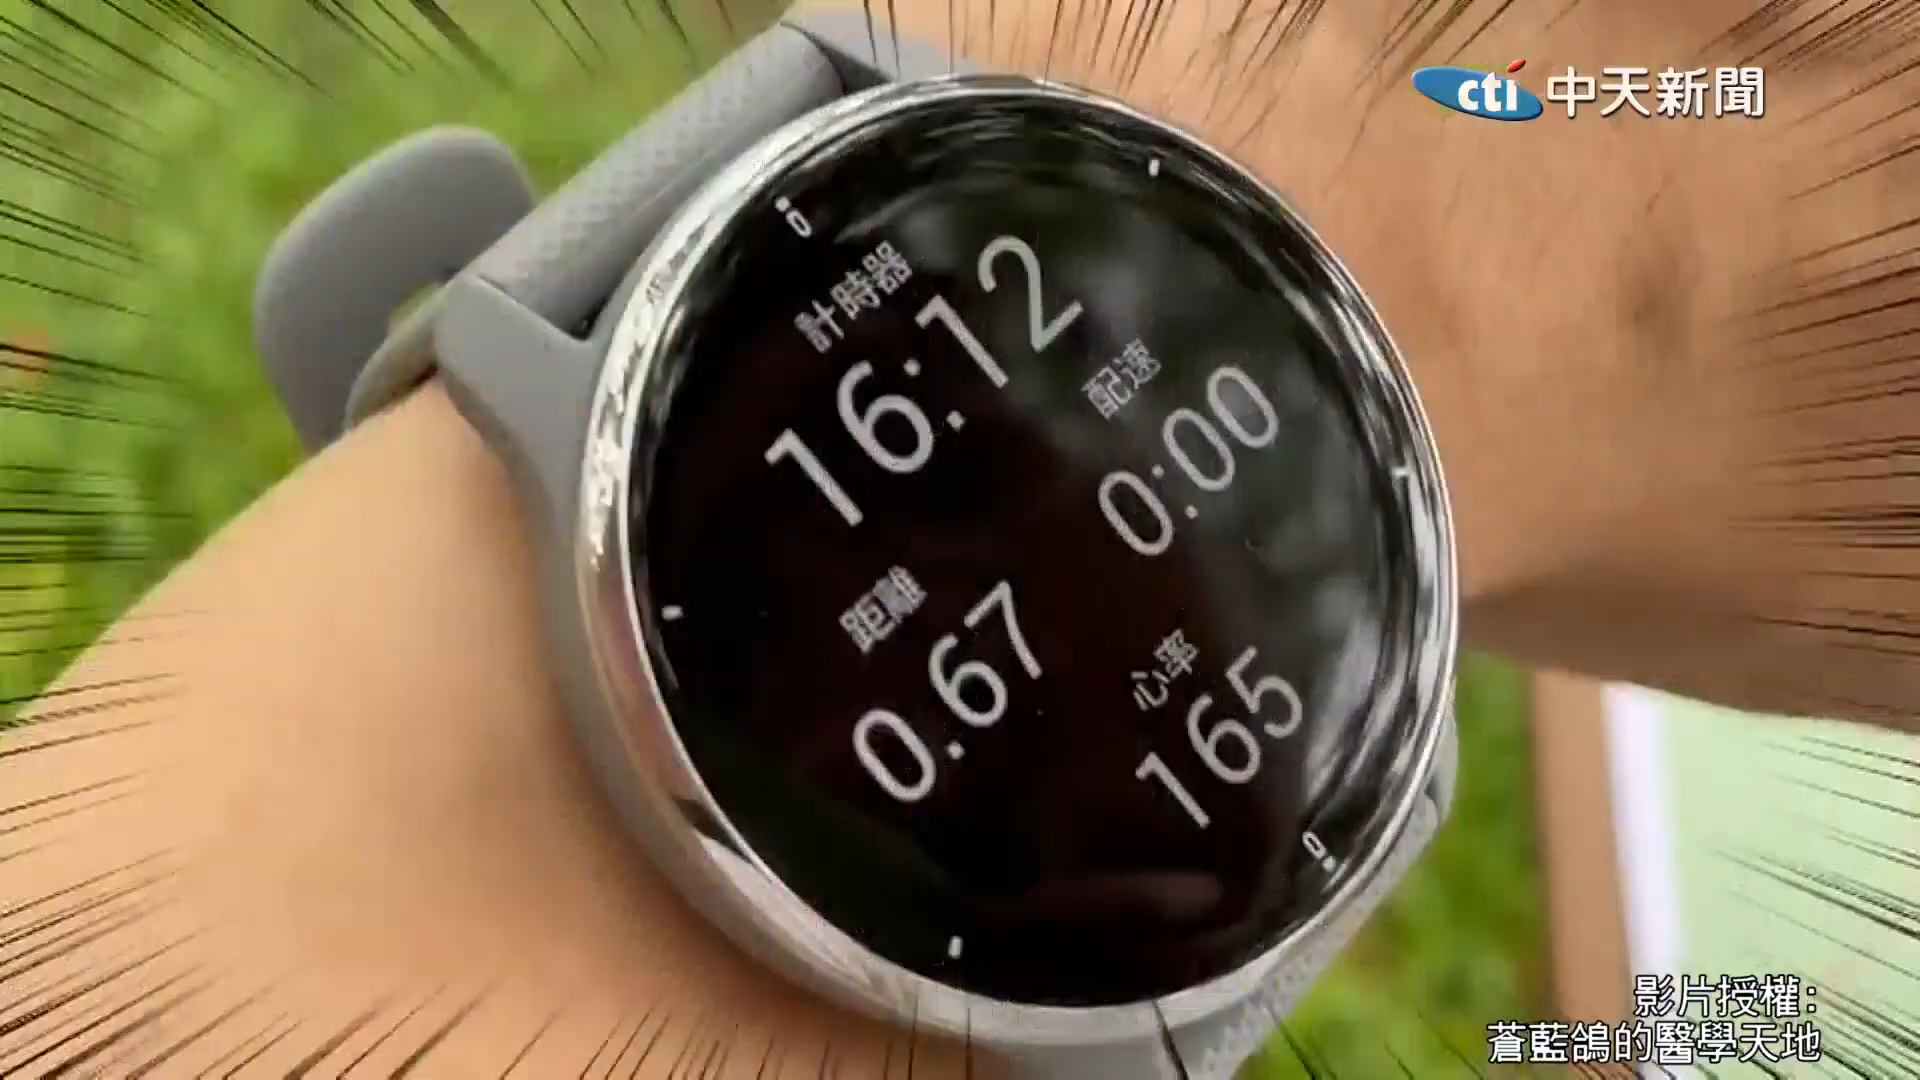 cti 中天新聞
計時器
16:12
配速
0:00
距離
0.67
心率
165
影片授權:
蒼藍鴿的醫學天地